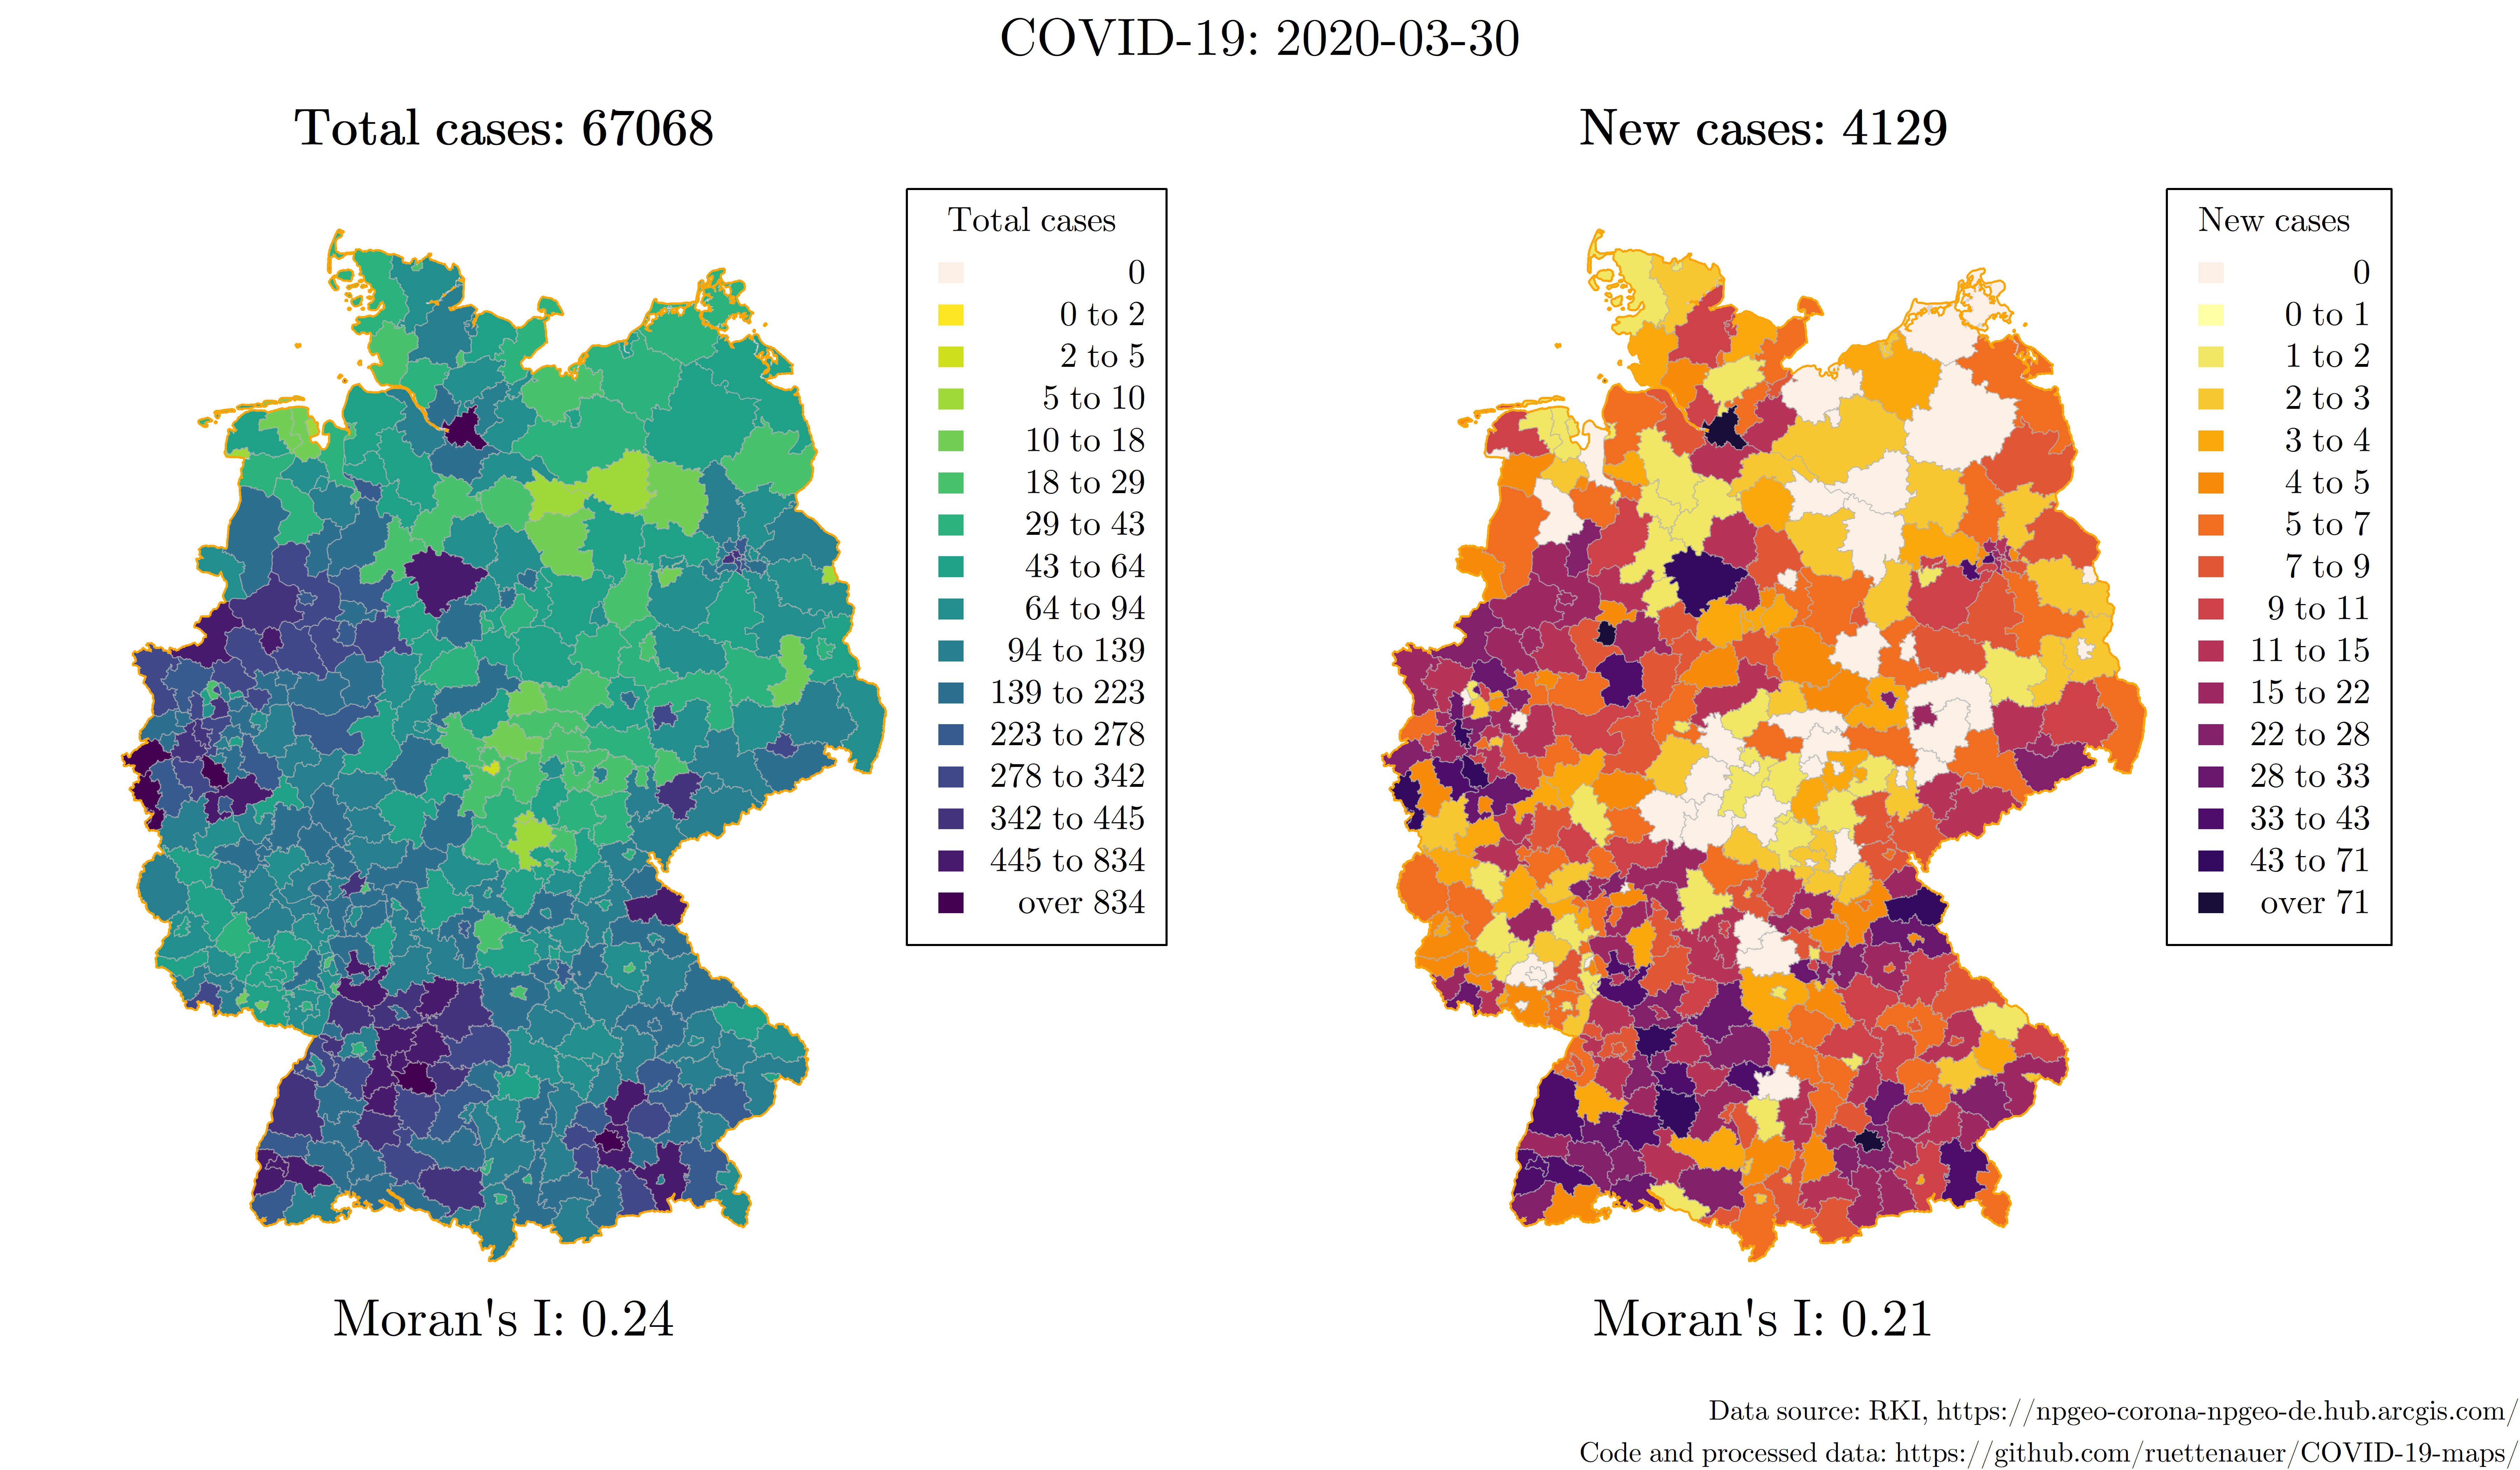 COVID-19: 2020-03-30
Total cases: 67068
Total cases
0
0 to 2
2 to 5
5 to 10
10 to 18
18 to 29
29 to 43
43 to 64
64 to 94
94 to 139
139 to 223
223 to 278
278 to 342
342 to 445
445 to 834
over 834
Moran's I: 0.24
New cases: 4129
New cases
0
0 to 1
1 to 2
2 to 3
3 to 4
4 to 5
5 to 7
7 to 9
9 to 11
11 to 15
15 to 22
22 to 28
28 to 33
33 to 43
43 to 71
over 71
Moran's I: 0.21
Data source: RKI, https://npgeo-corona-npgeo-de.hub.arcgis.com/
Code and processed data: https://github.com/ruettenauer/COVID-19-maps/